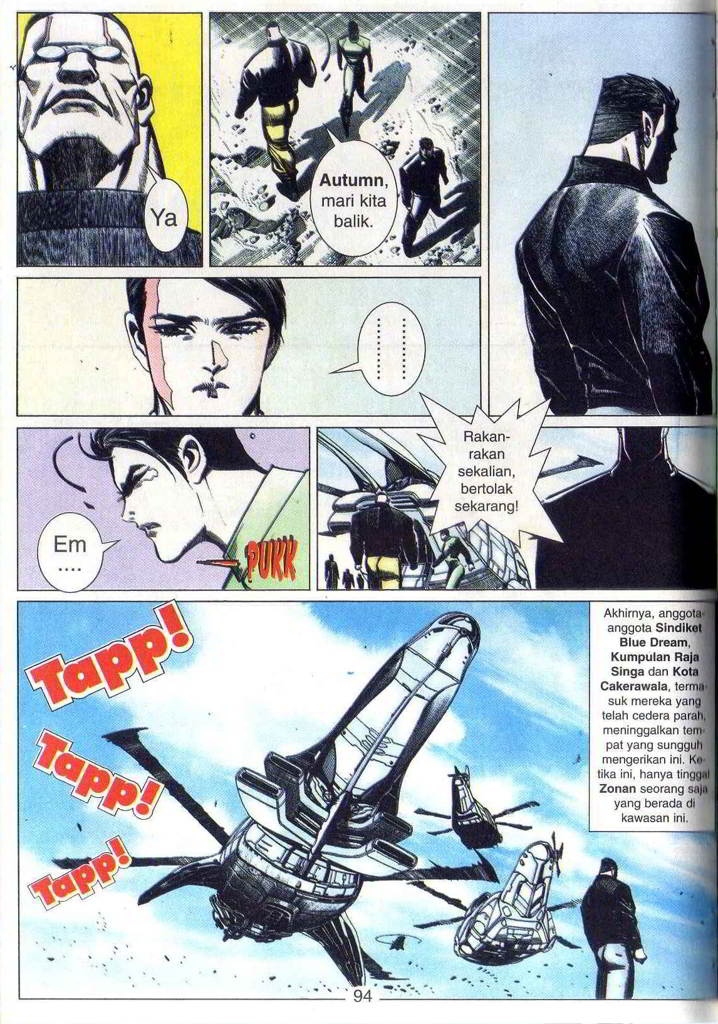 Ya
Autumn,
mari kita
balik.
Rakan-
rakan
sekalian,
bertolak
sekarang!
Em
....
PUKK
Tapp!
Tapp!
Tapp!
Akhirnya, anggota-
anggota Sindiket
Blue Dream,
Kumpulan Raja
Singa dan Kota
Cakerawala, terma-
suk mereka yang
telah cedera parah,
meninggalkan tem-
pat yang sungguh
mengerikan ini. Ke-
tika ini, hanya tinggal
Zonan seorang saja
yang berada di
kawasan ini.
94